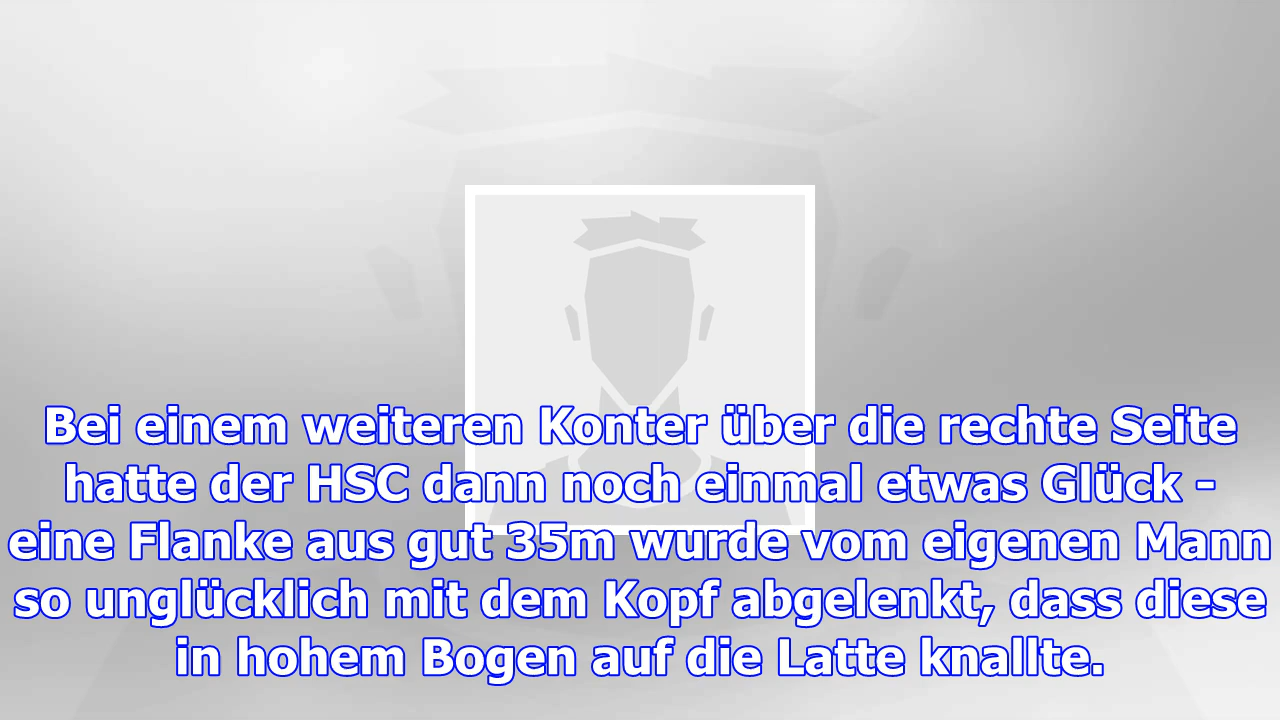 Bei einem weiteren Konter über die rechte Seite
hatte der HSC dann noch einmal etwas Glück -
eine Flanke aus gut 35m wurde vom eigenen Mann
so unglücklich mit dem Kopf abgelenkt, dass diese
in hohem Bogen auf die Latte knallte.